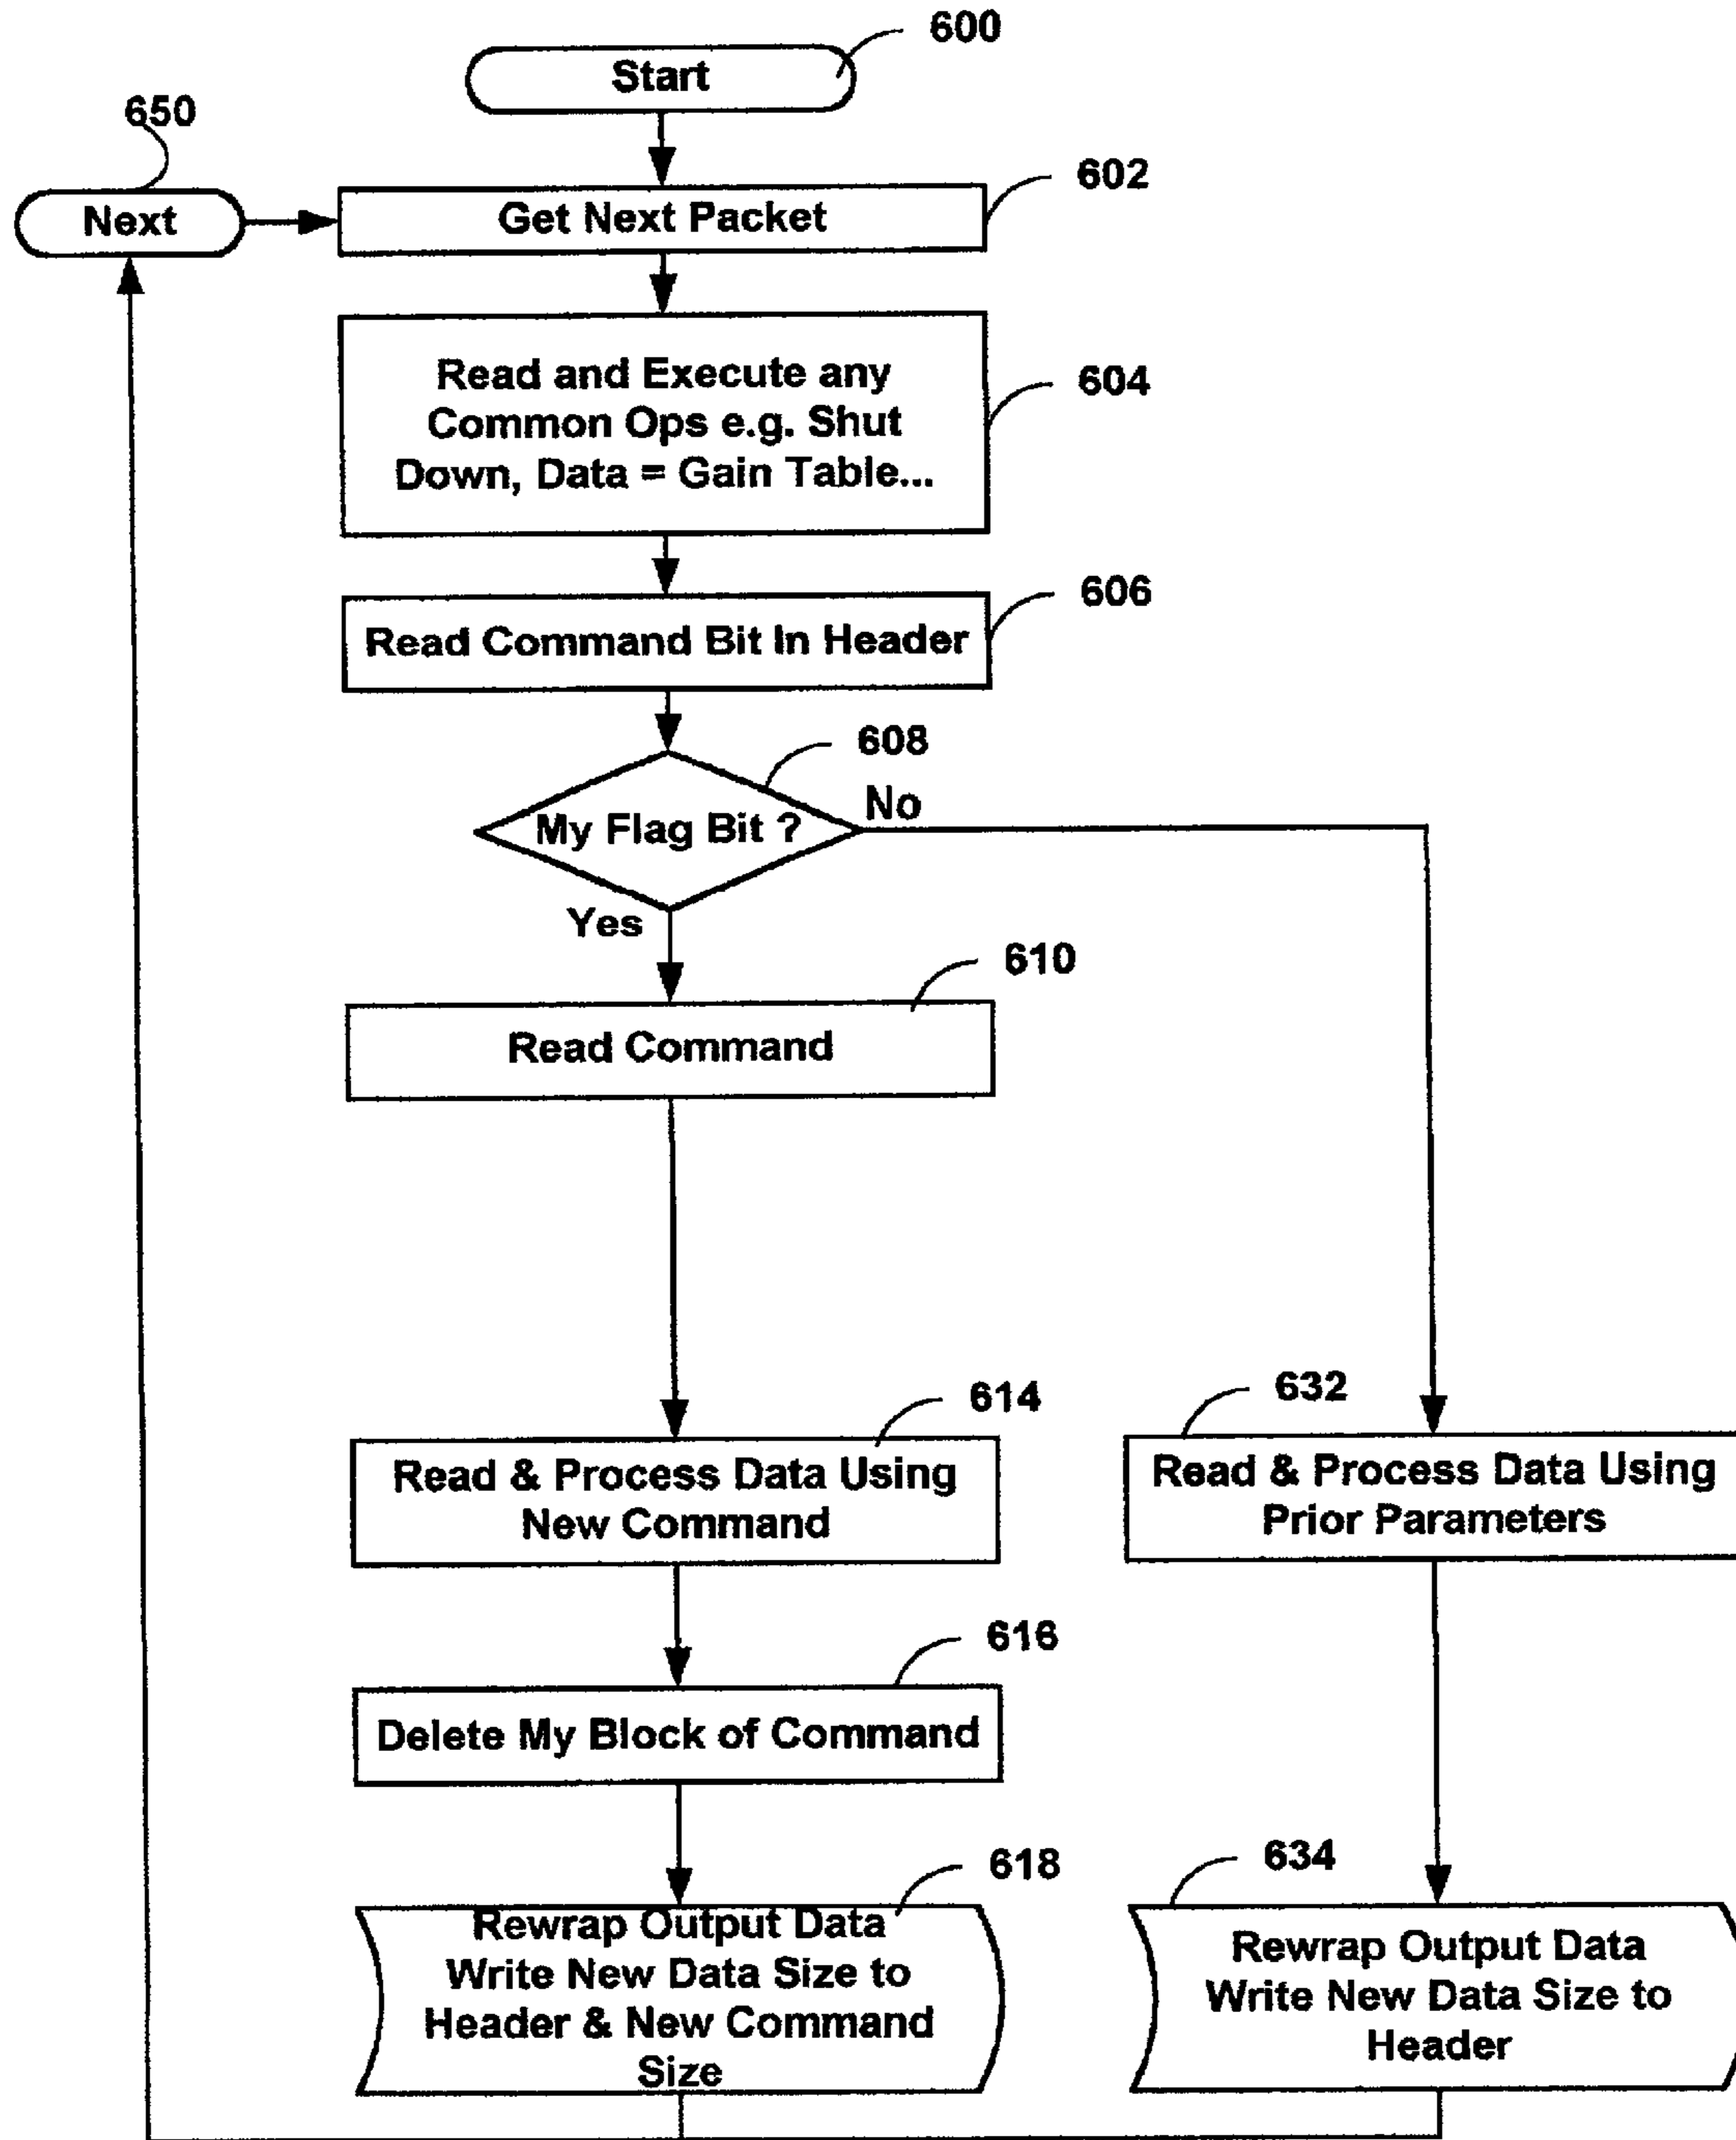 600
Start
650
Next
602
Get Next Packet
604
Read and Execute any
Common Ops e.g. Shut
Down, Data = Gain Table...
606
Read Command Bit In Header
608
My Flag Bit ?
No
Yes
610
Read Command
614
Read & Process Data Using
New Command
632
Read & Process Data Using
Prior Parameters
616
Delete My Block of Command
618
Rewrap Output Data
Write New Data Size to
Header & New Command
Size
634
Rewrap Output Data
Write New Data Size to
Header